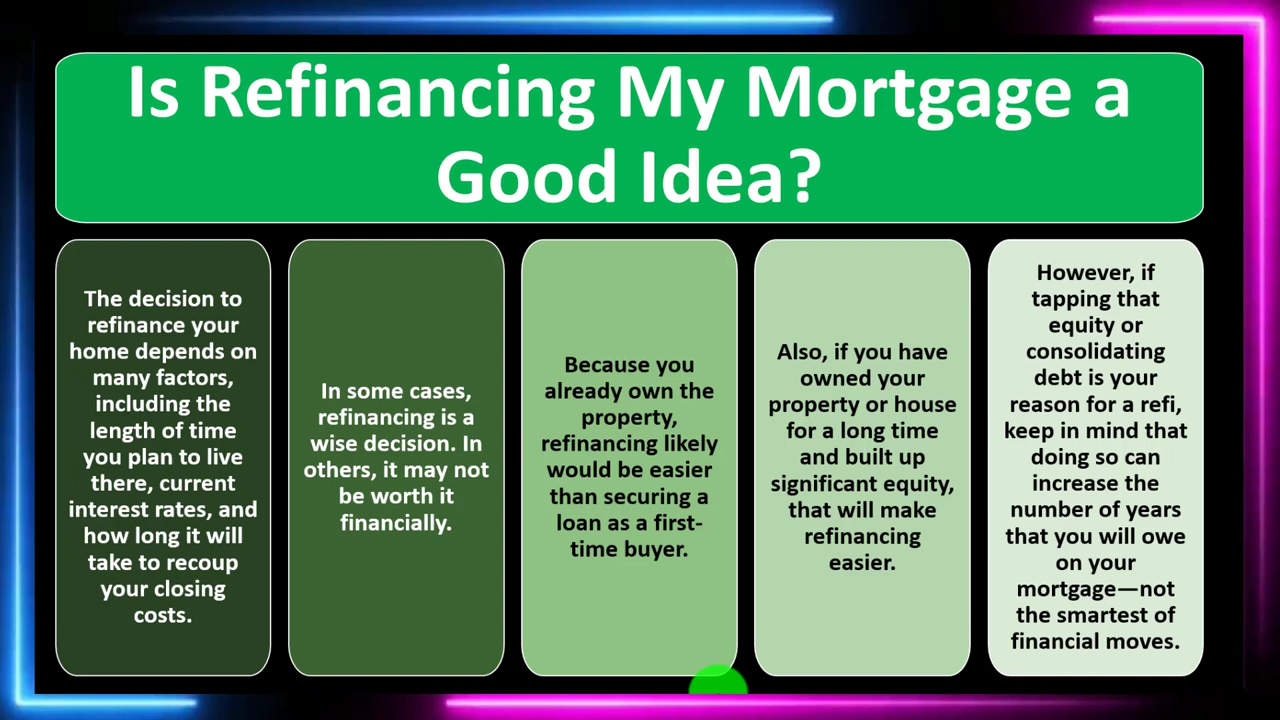 Is Refinancing My Mortgage a
Good Idea?
The decision to
refinance your
home depends on
many factors,
including the
length of time
you plan to live
there, current
interest rates, and
how long it will
take to recoup
your closing
costs.
In some cases,
refinancing is a
wise decision. In
others, it may not
be worth it
financially.
Because you
already own the
property,
refinancing likely
would be easier
than securing a
loan as a first-
time buyer.
Also, if you have
owned your
property or house
for a long time
and built up
significant equity,
that will make
refinancing
easier.
However, if
tapping that
equity or
consolidating
debt is your
reason for a refi,
keep in mind that
doing so can
increase the
number of years
that you will owe
on your
mortgage—not
the smartest of
financial moves.